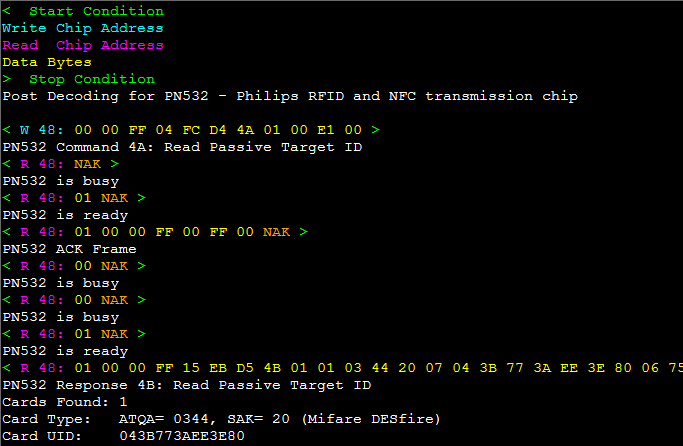 <  Start Condition
Write Chip Address
Read  Chip Address
Data Bytes
>  Stop Condition
Post Decoding for PN532 - Philips RFID and NFC transmission chip
< W 48: 00 00 FF 04 FC D4 4A 01 00 E1 00 >
PN532 Command 4A: Read Passive Target ID
< R 48: NAK >
PN532 is busy
< R 48: 01 NAK >
PN532 is ready
< R 48: 01 00 00 FF 00 FF 00 NAK >
PN532 ACK Frame
< R 48: 00 NAK >
PN532 is busy
< R 48: 00 NAK >
PN532 is busy
< R 48: 01 NAK >
PN532 is ready
< R 48: 01 00 00 FF 15 EB D5 4B 01 01 03 44 20 07 04 3B 77 3A EE 3E 80 06 75
PN532 Response 4B: Read Passive Target ID
Cards Found: 1
Card Type:   ATQA= 0344, SAK= 20 (Mifare DESfire)
Card UID:    043B773AEE3E80